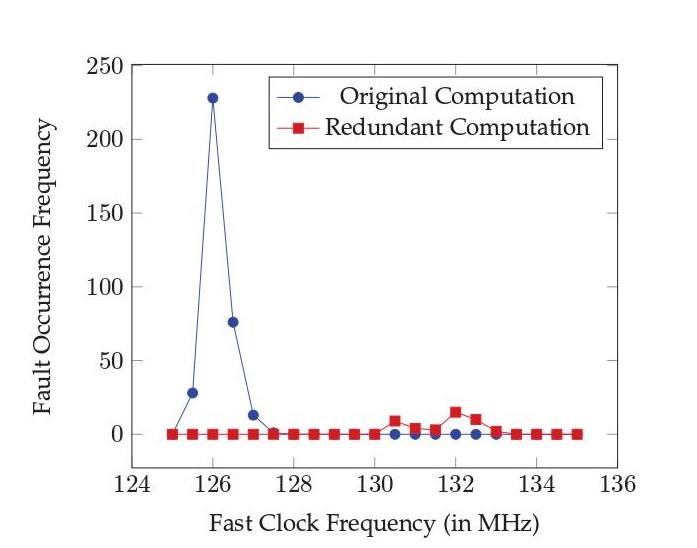 250
200
150
100
50
0
Fault Occurrence Frequency
Original Computation
Redundant Computation
124 126 128 130 132 134 136
Fast Clock Frequency (in MHz)